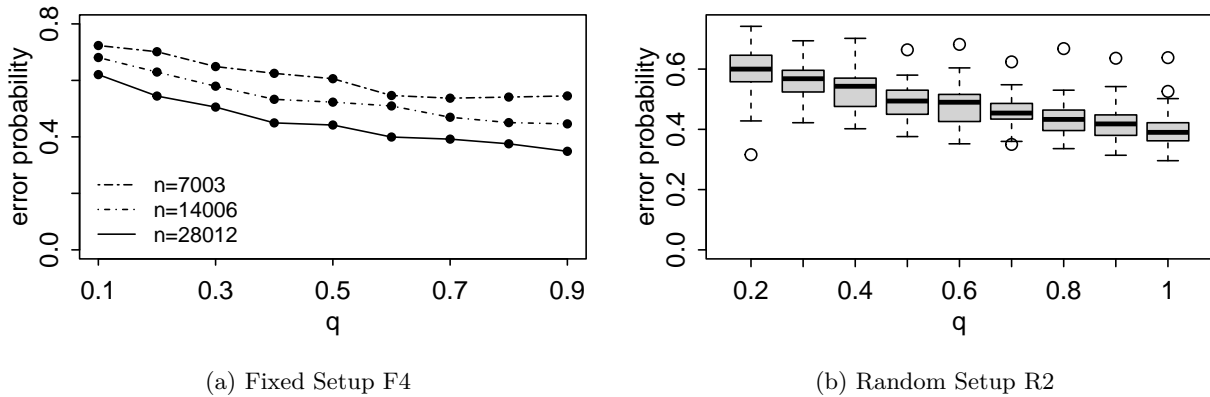 error probability
0.8
0.4
0.0
n=7003
n=14006
n=28012
0.1 0.3 0.5 0.7 0.9
q
(a) Fixed Setup F4
error probability
0.6
0.4
0.2
0.2 0.4 0.6 0.8 1
q
(b) Random Setup R2